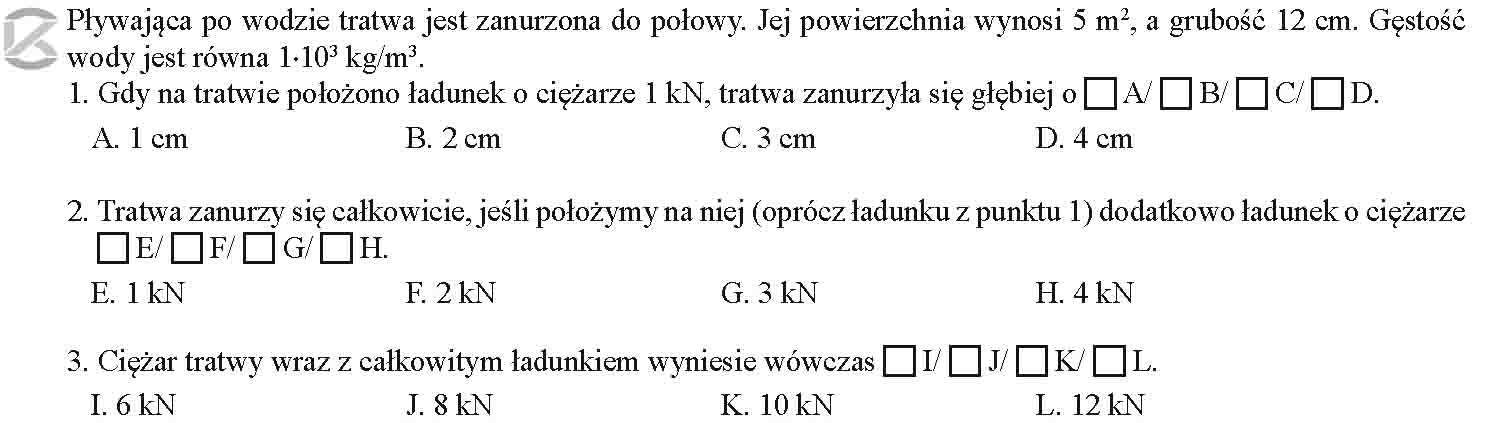 Pływająca po wodzie tratwa jest zanurzona do połowy. Jej powierzchnia wynosi 5 m², a grubość 12 cm. Gęstość
wody jest równa 1·10³ kg/m³.
1. Gdy na tratwie położono ładunek o ciężarze 1 kN, tratwa zanurzyła się głębiej o □ A/ □ B/ □ C/ □ D.
A. 1 cm B. 2 cm C. 3 cm D. 4 cm
2. Tratwa zanurzy się całkowicie, jeśli położymy na niej (oprócz ładunku z punktu 1) dodatkowo ładunek o ciężarze
□ E/ □ F/ □ G/ □ H.
E. 1 kN F. 2 kN G. 3 kN H. 4 kN
3. Ciężar tratwy wraz z całkowitym ładunkiem wyniesie wówczas □ I/ □ J/ □ K/ □ L.
I. 6 kN J. 8 kN K. 10 kN L. 12 kN